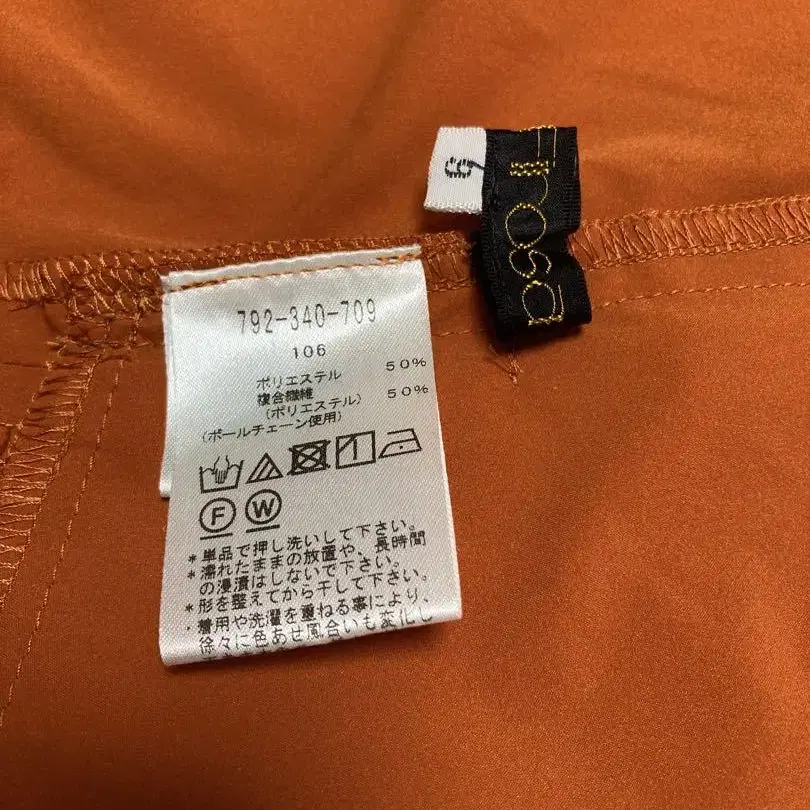 9
Firosa
792-340-709
106
ポリエステル 50%
複合繊維 50%
(ポリエステル)
(ボールチェーン使用)
F W
*単品で押し洗いして下さい。
*濡れたままの放置や、長時間
の浸漬はしないで下さい。
*形を整えてから干して下さい。
・着用や洗濯を重ねる事により、
徐々に色あせ風合いも変化し